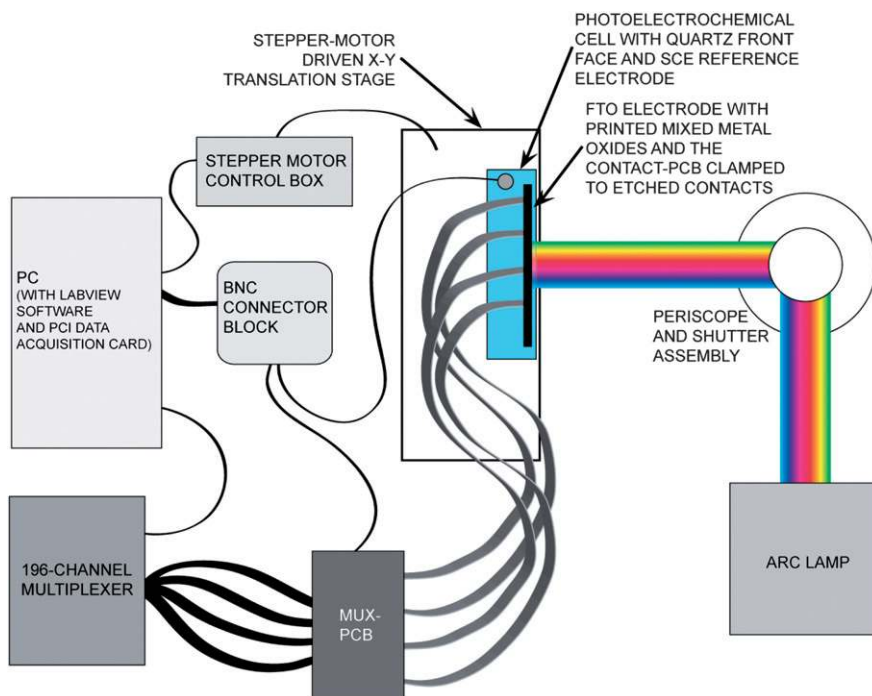 STEPPER-MOTOR
DRIVEN X-Y
TRANSLATION STAGE
PHOTOELECTROCHEMICAL
CELL WITH QUARTZ FRONT
FACE AND SCE REFERENCE
ELECTRODE
FTO ELECTRODE WITH
PRINTED MIXED METAL
OXIDES AND THE
CONTACT-PCB CLAMPED
TO ETCHED CONTACTS
STEPPER MOTOR
CONTROL BOX
PC
(WITH LABVIEW
SOFTWARE
AND PCI DATA
ACQUISITION CARD)
BNC
CONNECTOR
BLOCK
PERISCOPE
AND SHUTTER
ASSEMBLY
196-CHANNEL
MULTIPLEXER
MUX-
PCB
ARC LAMP